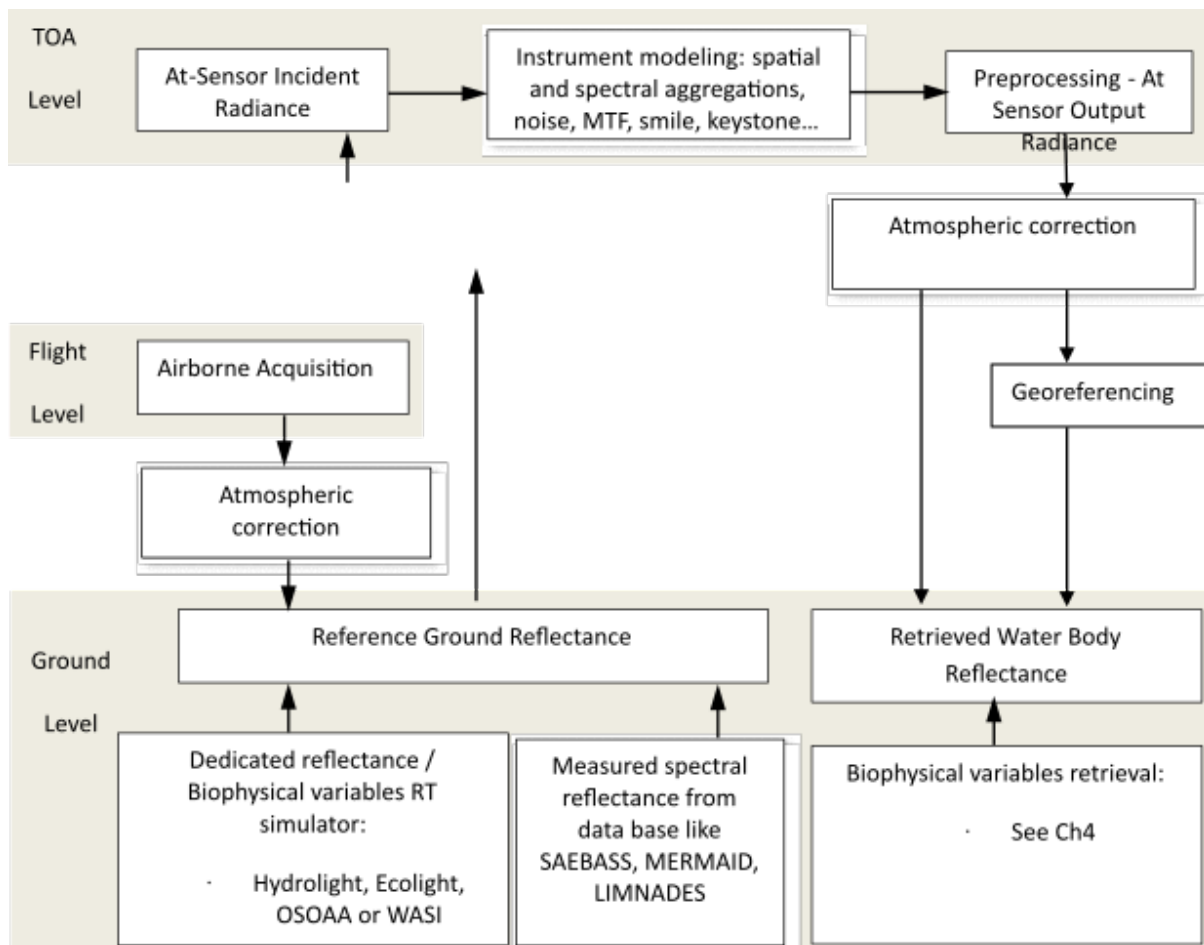 TOA
Level
At-Sensor Incident
Radiance
Instrument modeling: spatial
and spectral aggregations,
noise, MTF, smile, keystone...
Preprocessing - At
Sensor Output
Radiance
Atmospheric correction
Flight
Level
Airborne Acquisition
Georeferencing
Atmospheric
correction
Ground
Level
Reference Ground Reflectance
Retrieved Water Body
Reflectance
Dedicated reflectance /
Biophysical variables RT
simulator:
· Hydrolight, Ecolight,
OSOAA or WASI
Measured spectral
reflectance from
data base like
SAEBASS, MERMAID,
LIMNADES
Biophysical variables retrieval:
· See Ch4